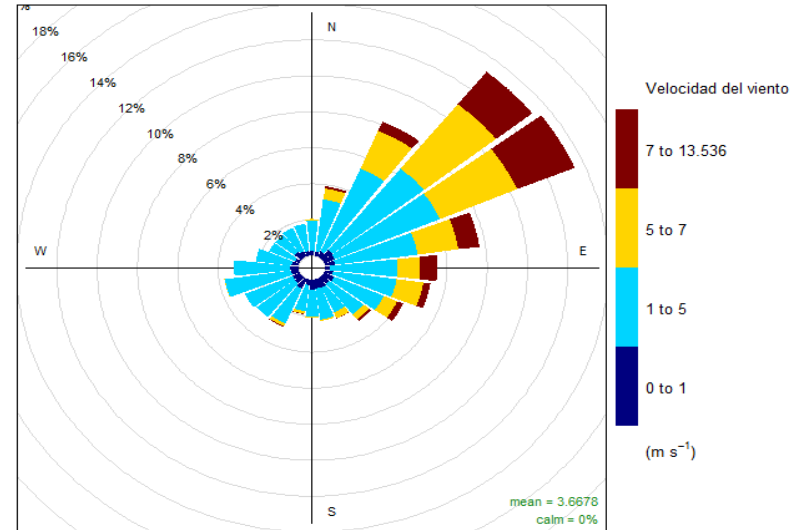 %
18%
16%
14%
12%
10%
8%
6%
4%
2%
N
W
E
S
mean = 3.6678
calm = 0%
Velocidad del viento
7 to 13.536
5 to 7
1 to 5
0 to 1
(m s⁻¹)